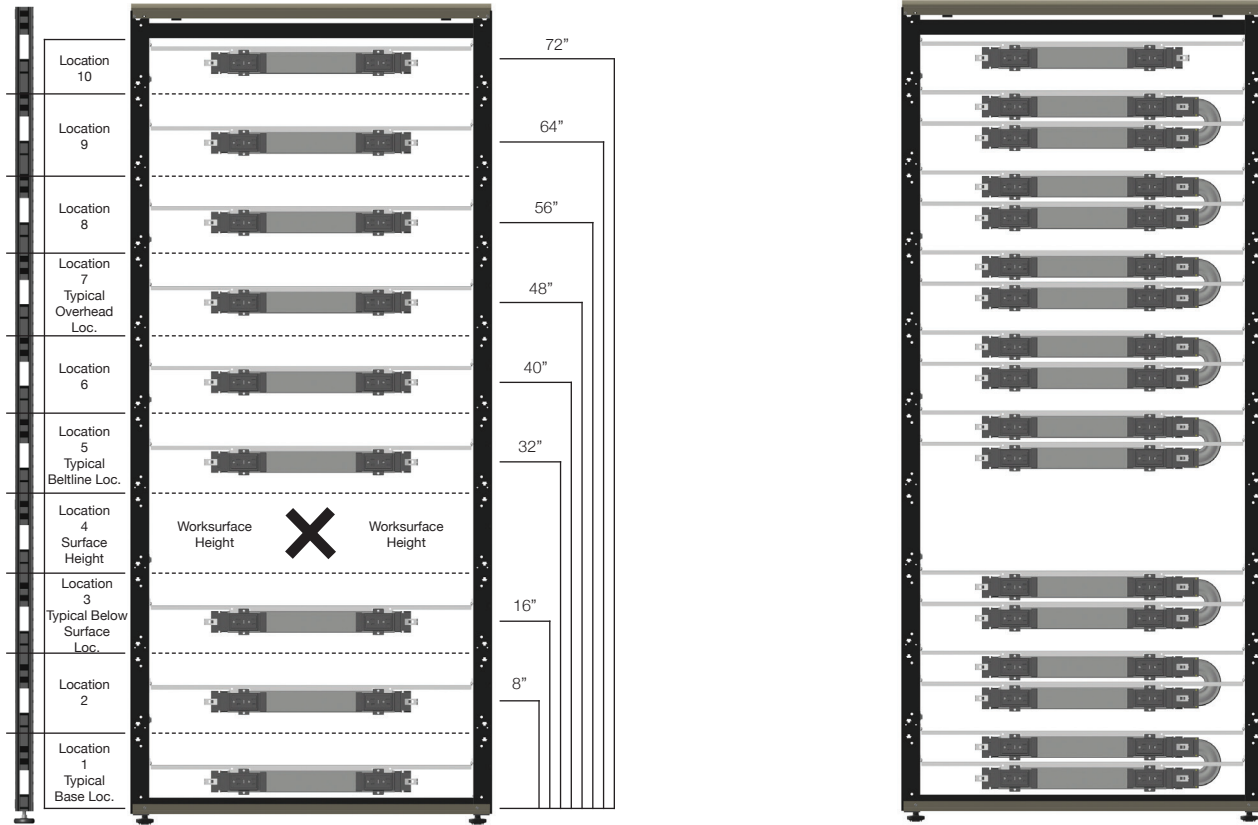 Location
10
Location
9
Location
8
Location
7
Typical
Overhead
Loc.
Location
6
Location
5
Typical
Beltline Loc.
Location
4
Surface
Height
Location
3
Typical Below
Surface
Loc.
Location
2
Location
1
Typical
Base Loc.
Worksurface
Height
Worksurface
Height
72”
64”
56”
48”
40”
32”
16”
8”